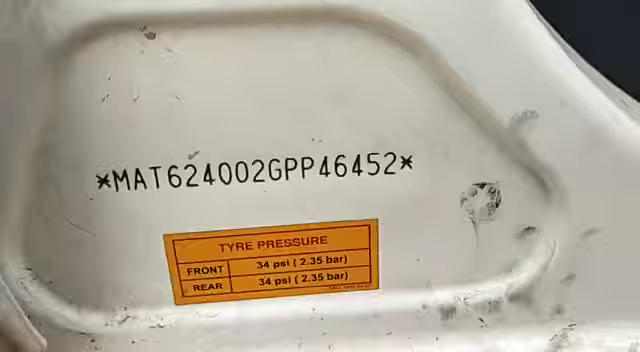 *MAT624002GPP46452*
TYRE PRESSURE
FRONT 34 psi ( 2.35 bar)
REAR 34 psi ( 2.35 bar)